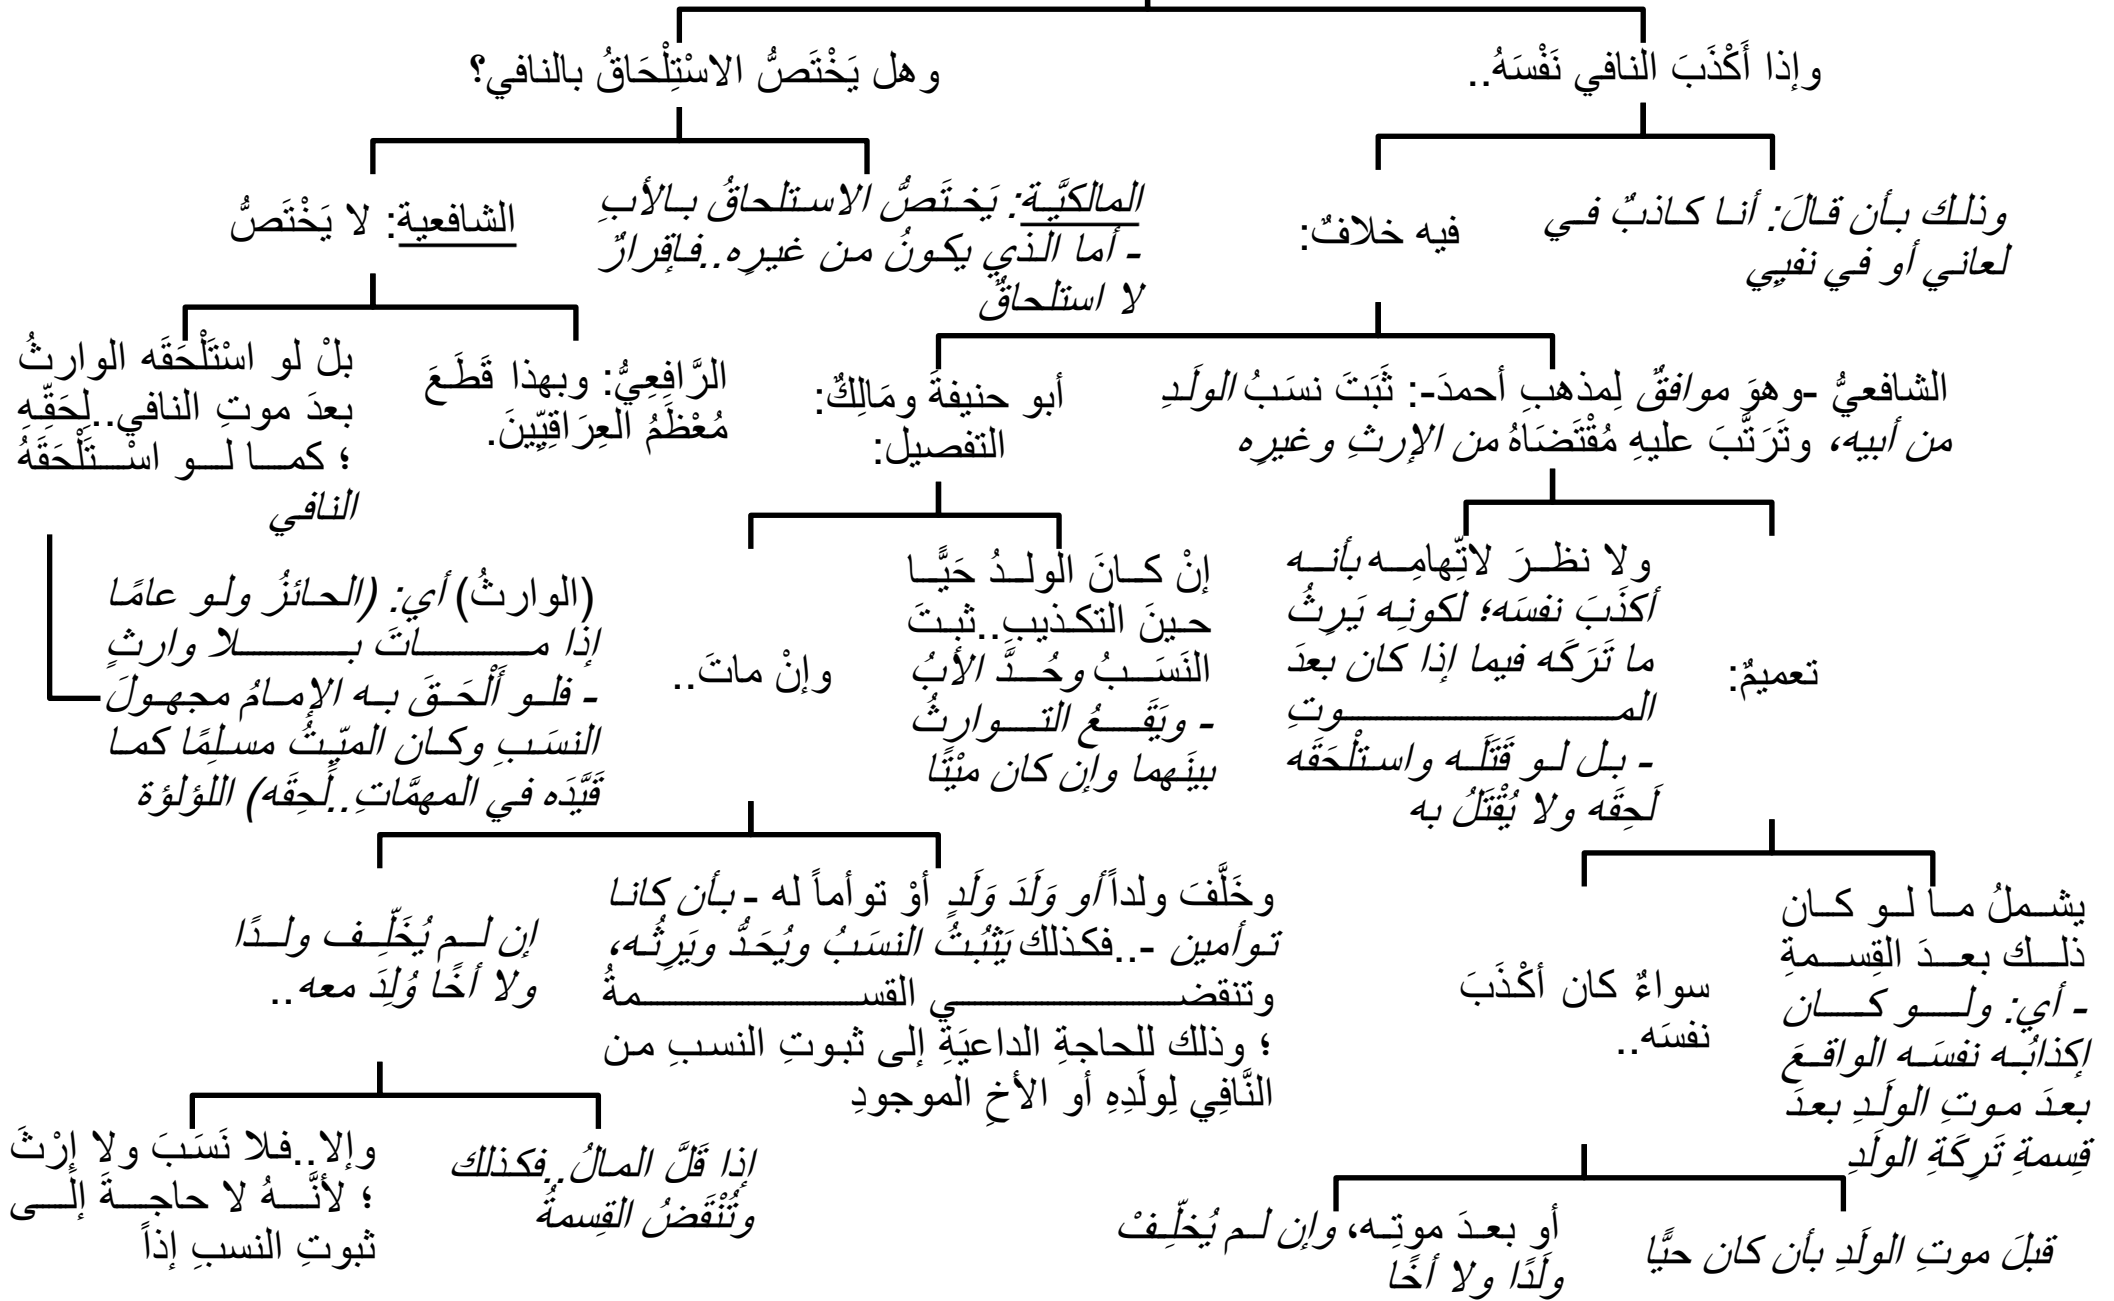 وإذا أَكْذَبَ النافي نَفْسَهُ..
وهل يَخْتَصُّ الاسْتِلْحَاقُ بالنافي؟
وذلك بأن قالَ: أنا كاذبٌ في
لعاني أو في نفيِي
فيه خلافٌ:
المالكيَّة: يَختَصُّ الاستلحاقُ بالأبِ
- أما الذي يكونُ من غيرِه..فإقرارٌ
لا استلحاقٌ
الشافعية: لا يَخْتَصُّ
الشافعيُّ -وهوَ موافقٌ لِمذهبِ أحمدَ-: ثَبَتَ نسَبُ الولَدِ
من أبيه، وتَرَتَّبَ عليهِ مُقْتَضَاهُ من الإرثِ وغيرِه
أبو حنيفةَ ومَالِكٌ:
التفصيل:
الرَّافِعِيُّ: وبهذا قَطَعَ
مُعْظَمُ العِرَاقِيِّينَ.
بلْ لو اسْتَلْحَقَه الوارثُ
بعدَ موتِ النافي..لِحَقِّهِ
؛ كما لو اسْتَلْحَقَهُ
النافي
تعميمٌ:
ولا نظرَ لاتِّهامِه بأنه
أكذَبَ نفسَه؛ لكونِه يَرِثُ
ما تَرَكَه فيما إذا كان بعدَ
الموتِ
- بل لو قَتَلَه واستلْحَقَه
لَحِقَه ولا يُقْتَلُ به
إنْ كانَ الولدُ حَيًّا
حينَ التكذيبِ..ثبتَ
النَسَبُ وحُدَّ الأبُ
- ويَقَعُ التوارثُ
بينَهما وإن كان ميْتًا
وإنْ ماتَ..
(الوارثُ) أي: (الحائزُ ولو عامًا
إذا ماتَ بلا وارثٍ
- فلو أَلْحَقَ به الإمامُ مجهولَ
النسَبِ وكان الميّتُ مسلِمًا كما
قَيَّدَه في المهمَّاتِ..لَحِقَه) اللؤلؤة
يشملُ ما لو كان
ذلك بعدَ القِسمةِ
- أي: ولو كان
إكذابُه نفسَه الواقعَ
بعدَ موتِ الولَدِ بعدَ
قِسمةِ تَرِكَةِ الولَدِ
سواءٌ كان أكْذَبَ
نفسَه..
وخَلَّفَ ولداً أو وَلَدَ وَلَدٍ أوْ توأماً له - بأن كانا
توأمين -..فكذلك يَثبُتُ النسَبُ ويُحَدُّ ويَرِثُه،
وتنقضي القسمةُ
؛ وذلك للحاجةِ الداعيَةِ إلى ثبوتِ النسبِ من
النَّافِي لِولَدِهِ أو الأخِ الموجودِ
إن لم يُخَلِّف ولدًا
ولا أخًا وُلِدَ معه..
قبلَ موتِ الولَدِ بأن كان حيًّا
أو بعدَ موتِه، وإن لم يُخلِّفْ
ولَدًا ولا أخًا
إذا قَلَّ المالُ..فكذلك
وتُنْقَضُ القِسمةُ
وإلا..فلا نَسَبَ ولا إرْثَ
؛ لأنَّهُ لا حاجةَ إلى
ثبوتِ النسبِ إذاً